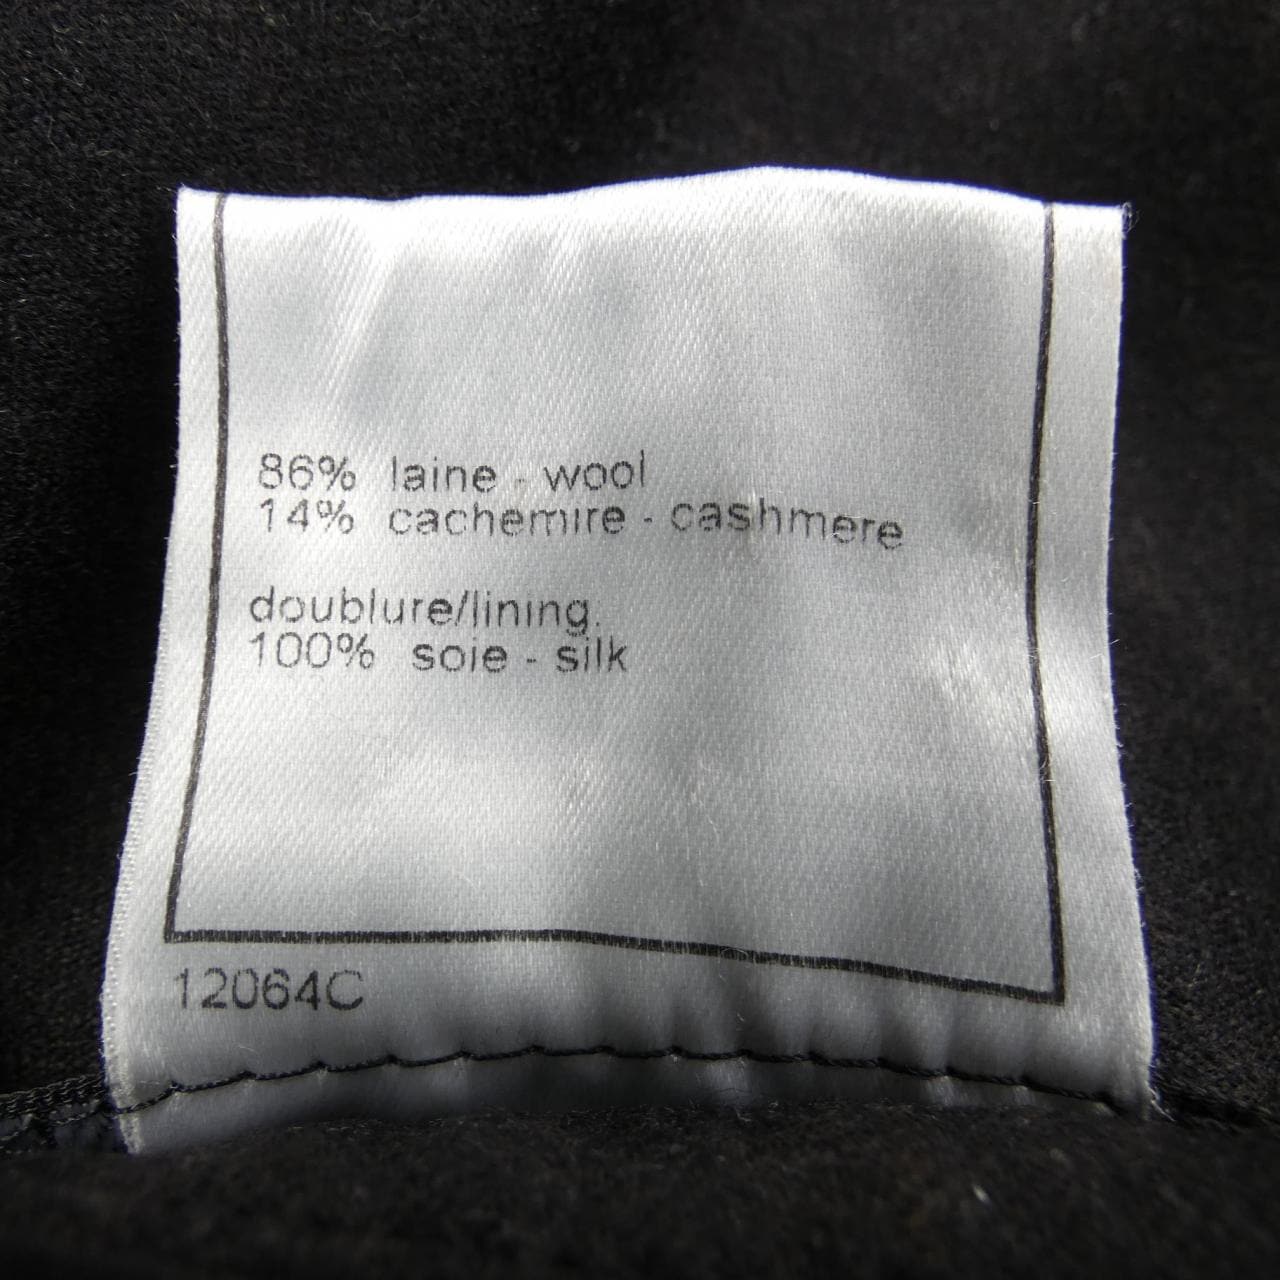 86% laine - wool
14% cachemire - cashmere
doublure/lining.
100% soie - silk
12064C